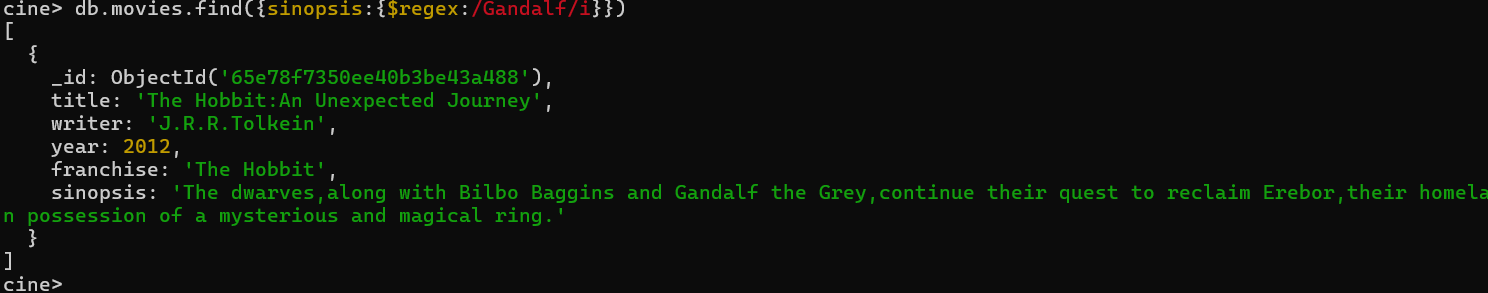 cine> db.movies.find({sinopsis:{$regex:/Gandalf/i}})
[
  {
    _id: ObjectId('65e78f7350ee40b3be43a488'),
    title: 'The Hobbit:An Unexpected Journey',
    writer: 'J.R.R.Tolkein',
    year: 2012,
    franchise: 'The Hobbit',
    sinopsis: 'The dwarves,along with Bilbo Baggins and Gandalf the Grey,continue their quest to reclaim Erebor,their homela
n possession of a mysterious and magical ring.'
  }
]
cine>